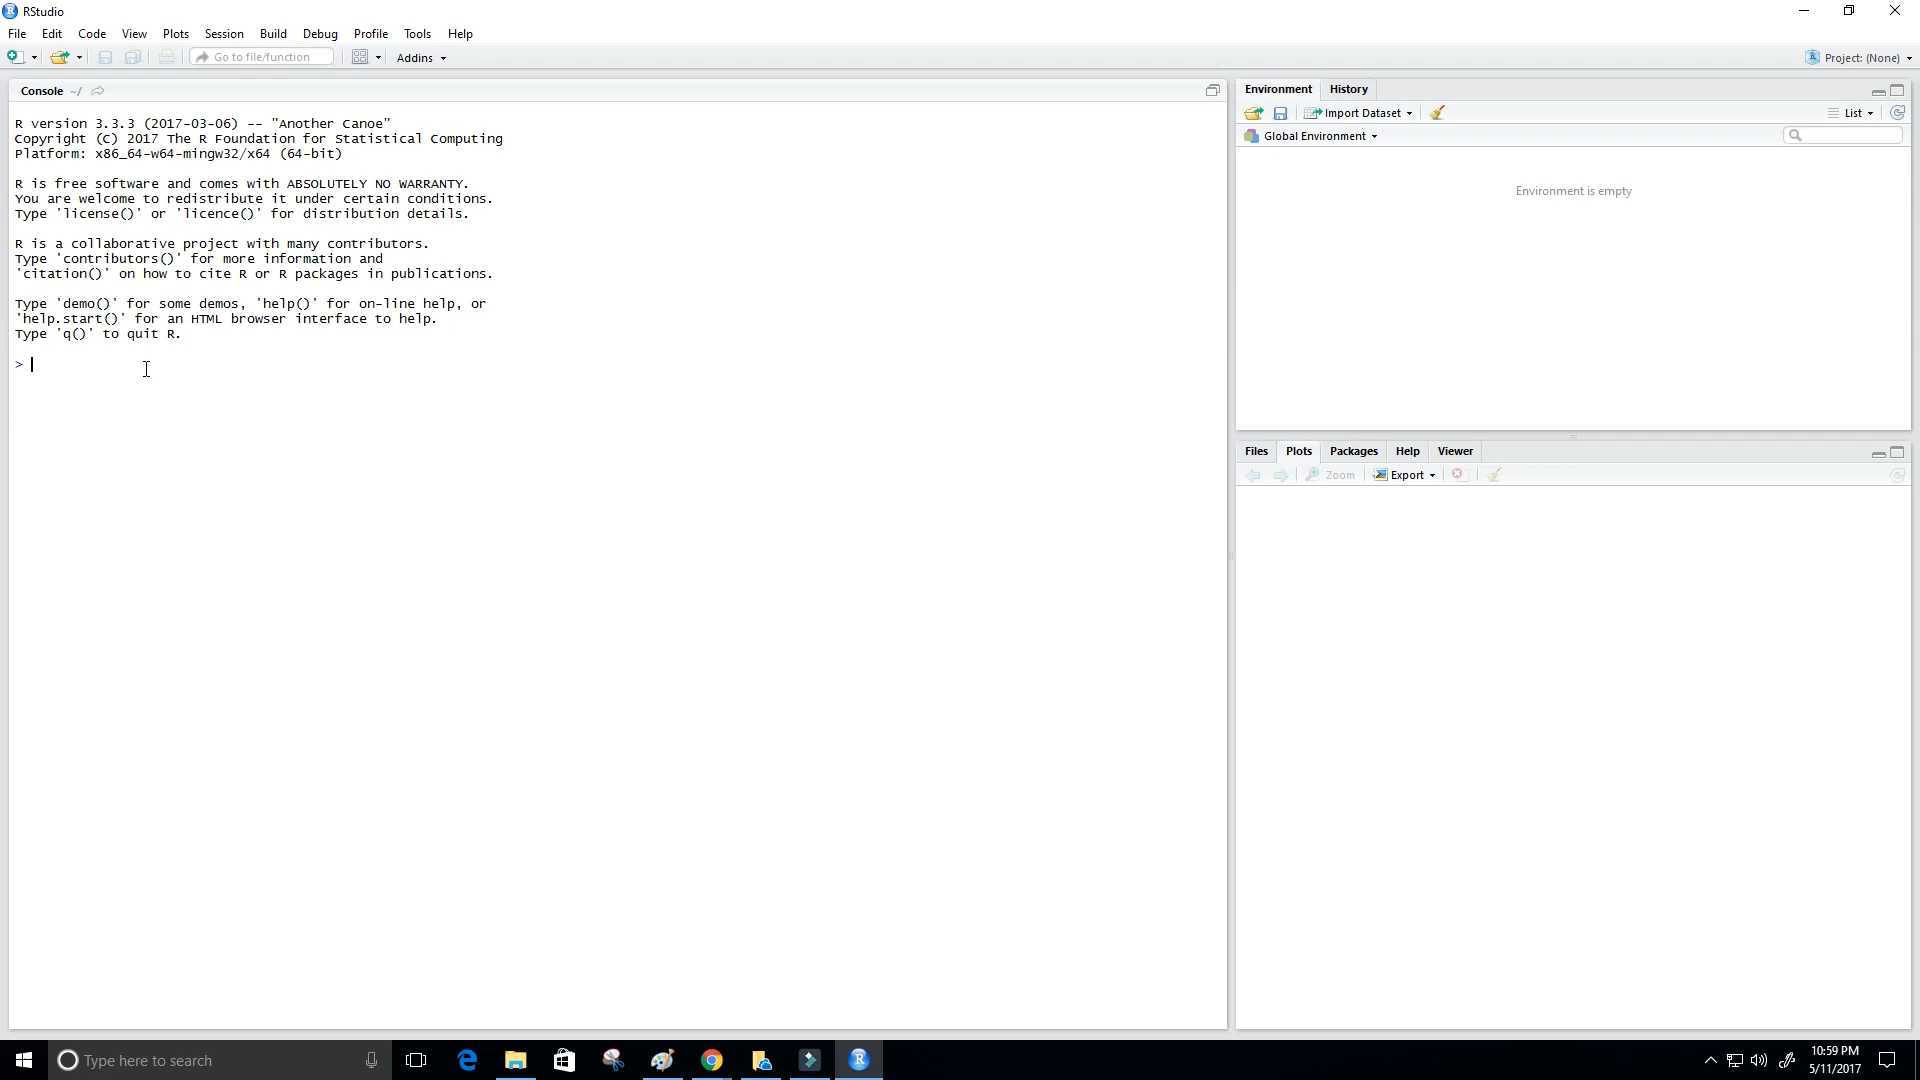 RStudio
File Edit Code View Plots Session Build Debug Profile Tools Help
Go to file/function Addins Project: (None)
Console ~/
R version 3.3.3 (2017-03-06) -- "Another Canoe"
Copyright (C) 2017 The R Foundation for Statistical Computing
Platform: x86_64-w64-mingw32/x64 (64-bit)
R is free software and comes with ABSOLUTELY NO WARRANTY.
You are welcome to redistribute it under certain conditions.
Type 'license()' or 'licence()' for distribution details.
R is a collaborative project with many contributors.
Type 'contributors()' for more information and
'citation()' on how to cite R or R packages in publications.
Type 'demo()' for some demos, 'help()' for on-line help, or
'help.start()' for an HTML browser interface to help.
Type 'q()' to quit R.
>
Environment History
Import Dataset List
Global Environment
Environment is empty
Files Plots Packages Help Viewer
Zoom Export
Type here to search
10:59 PM
5/11/2017